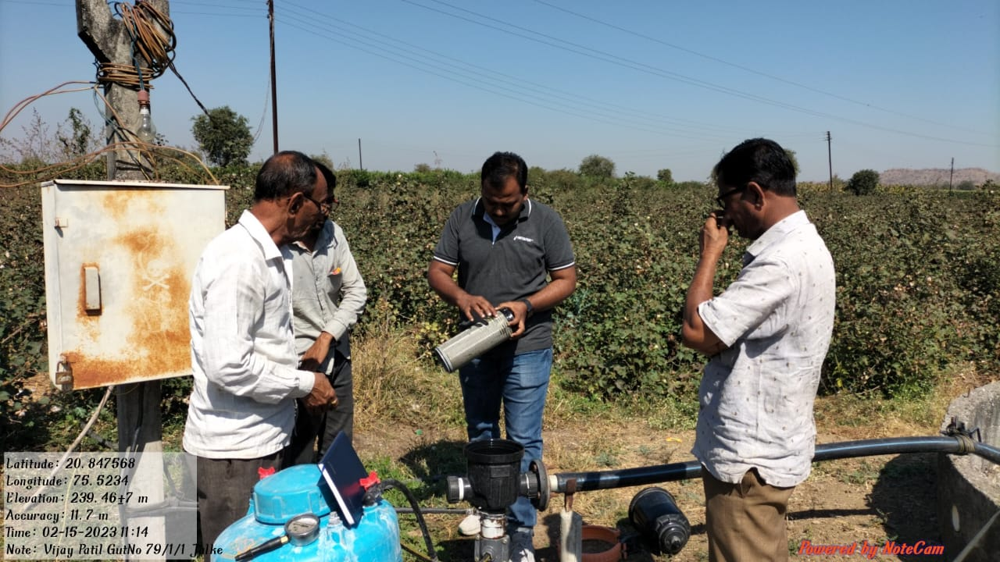 Latitude: 20.847568
Longitude: 75.5234
Elevation: 239.46±7 m
Accuracy: 11.7 m
Time: 02-15-2023 11:14
Note: Vijay Patil GutNo 79/1/1 Jalke
Powered by NoteCam